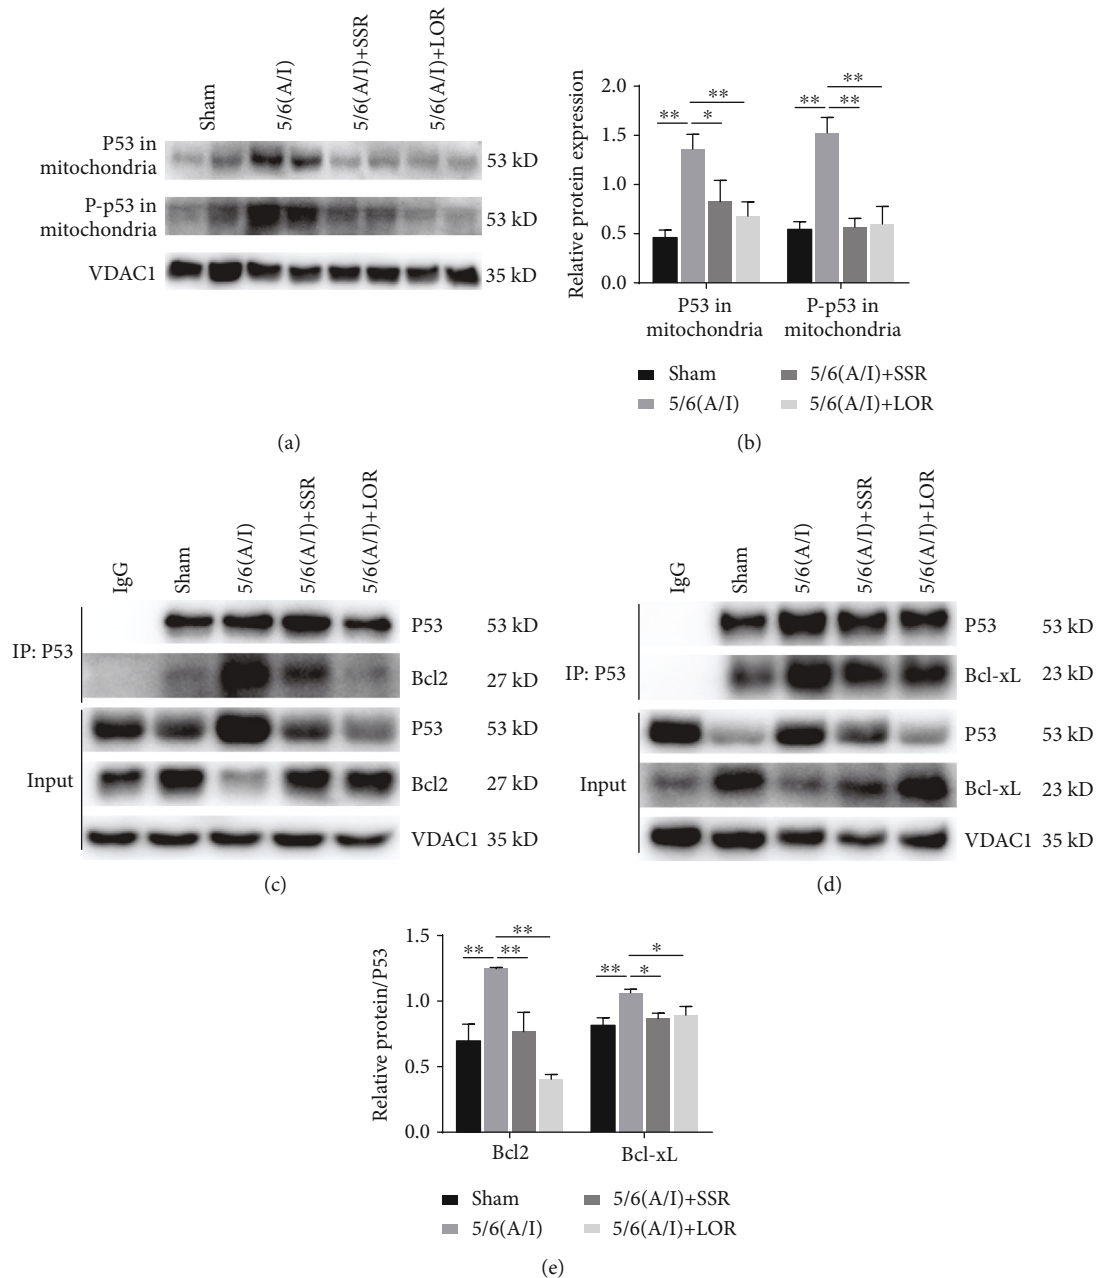 Sham
5/6(A/I)
5/6(A/I)+SSR
5/6(A/I)+LOR
P53 in
mitochondria
53 kD
P-p53 in
mitochondria
53 kD
VDAC1
35 kD
(a)
Relative protein expression
2.0
1.5
1.0
0.5
0.0
** * **
** ** **
P53 in
mitochondria
P-p53 in
mitochondria
Sham
5/6(A/I)
5/6(A/I)+SSR
5/6(A/I)+LOR
(b)
IgG
Sham
5/6(A/I)
5/6(A/I)+SSR
5/6(A/I)+LOR
IP: P53
P53 53 kD
Bcl2 27 kD
Input
P53 53 kD
Bcl2 27 kD
VDAC1 35 kD
(c)
IgG
Sham
5/6(A/I)
5/6(A/I)+SSR
5/6(A/I)+LOR
IP: P53
P53 53 kD
Bcl-xL 23 kD
Input
P53 53 kD
Bcl-xL 23 kD
VDAC1 35 kD
(d)
Relative protein/P53
1.5
1.0
0.5
0.0
** ** **
** * *
Bcl2
Bcl-xL
Sham
5/6(A/I)
5/6(A/I)+SSR
5/6(A/I)+LOR
(e)